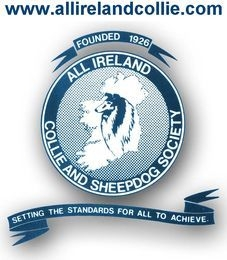 www.allirelandcollie.com
FOUNDED 1926
ALL IRELAND
COLLIE AND SHEEPDOG SOCIETY
SETTING THE STANDARDS FOR ALL TO ACHIEVE.